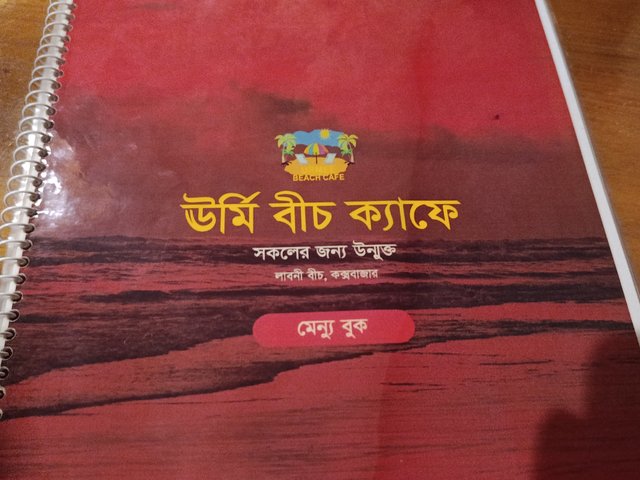 BEACH CAFE
ঊর্মি বীচ ক্যাফে
সকলের জন্য উন্মুক্ত
লাবনী বীচ, কক্সবাজার
মেন্যু বুক